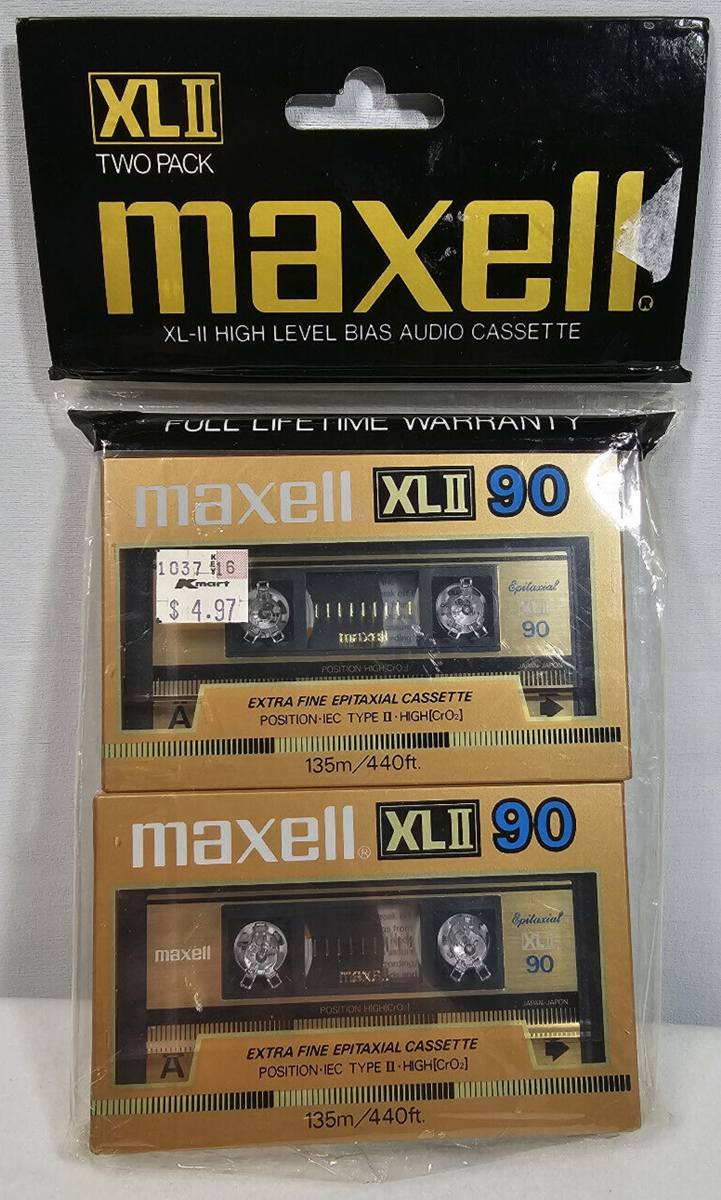 XLII
TWO PACK
maxell®
XL-II HIGH LEVEL BIAS AUDIO CASSETTE
FULL LIFETIME WARRANTY
maxell XLII 90
1037 KEY 16
Kmart
$ 4.97
Epitaxial
XLII
90
maxell
POSITION HIGH[CrO₂]
JAPAN·JAPON
A
EXTRA FINE EPITAXIAL CASSETTE
POSITION·IEC TYPE II·HIGH[CrO₂]
135m/440ft.
maxell® XLII 90
maxell
Epitaxial
XLII
90
maxell
POSITION HIGH[CrO₂]
JAPAN·JAPON
A
EXTRA FINE EPITAXIAL CASSETTE
POSITION·IEC TYPE II·HIGH[CrO₂]
135m/440ft.